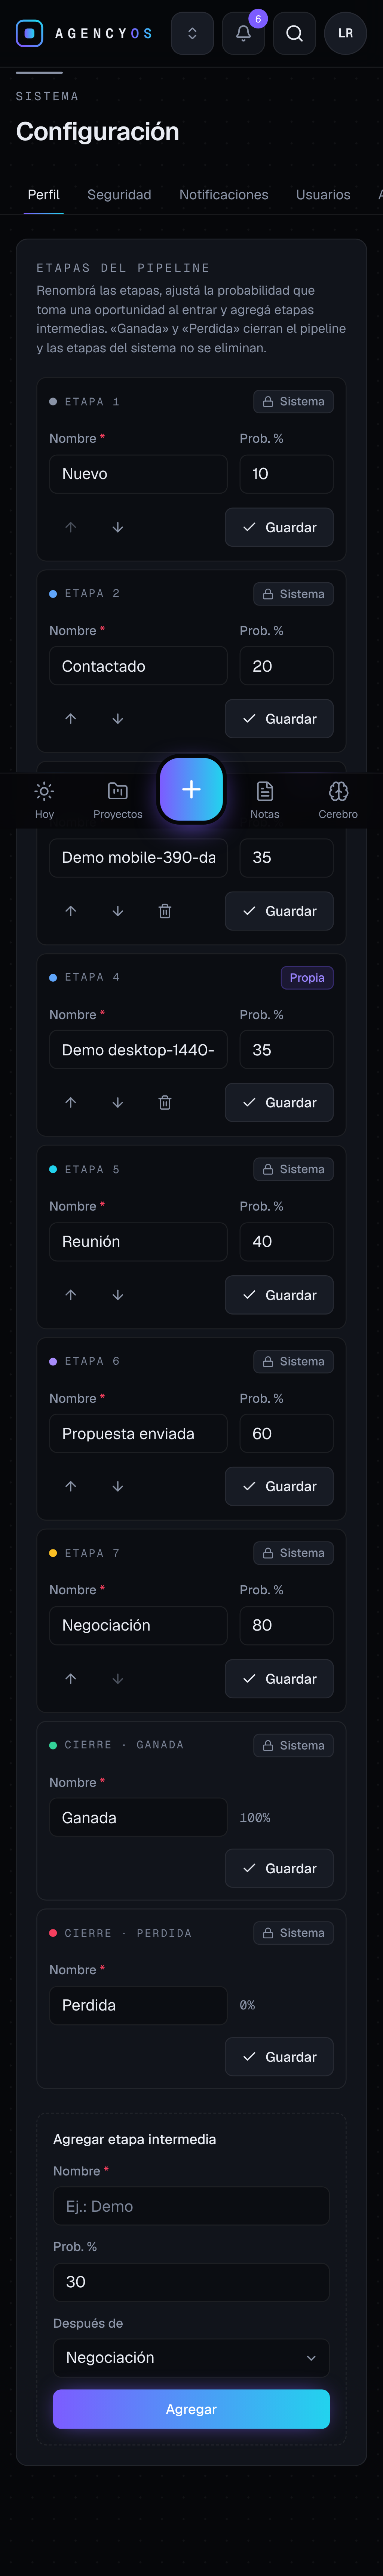 AGENCYOS
6
LR
SISTEMA
Configuración
Perfil Seguridad Notificaciones Usuarios
ETAPAS DEL PIPELINE
Renombrá las etapas, ajustá la probabilidad que
toma una oportunidad al entrar y agregá etapas
intermedias. «Ganada» y «Perdida» cierran el pipeline
y las etapas del sistema no se eliminan.
ETAPA 1 Sistema
Nombre * Prob. %
Nuevo 10
Guardar
ETAPA 2 Sistema
Nombre * Prob. %
Contactado 20
Guardar
Hoy Proyectos Notas Cerebro
Demo mobile-390-da 35
Guardar
ETAPA 4 Propia
Nombre * Prob. %
Demo desktop-1440- 35
Guardar
ETAPA 5 Sistema
Nombre * Prob. %
Reunión 40
Guardar
ETAPA 6 Sistema
Nombre * Prob. %
Propuesta enviada 60
Guardar
ETAPA 7 Sistema
Nombre * Prob. %
Negociación 80
Guardar
CIERRE · GANADA Sistema
Nombre *
Ganada 100%
Guardar
CIERRE · PERDIDA Sistema
Nombre *
Perdida 0%
Guardar
Agregar etapa intermedia
Nombre *
Ej.: Demo
Prob. %
30
Después de
Negociación
Agregar